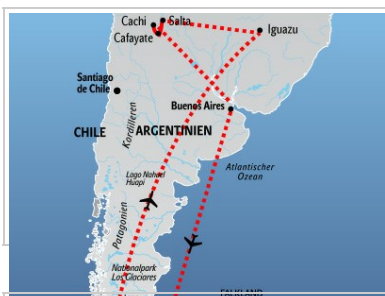 Cachi
Salta
Cafayate
Iguazu
Santiago
de Chile
Buenos Aires
CHILE
ARGENTINIEN
Kordilleren
Atlantischer
Ozean
Lago Nahuel
Huapi
Patagonien
Nationalpark
Los Glaciares
FALKLAND